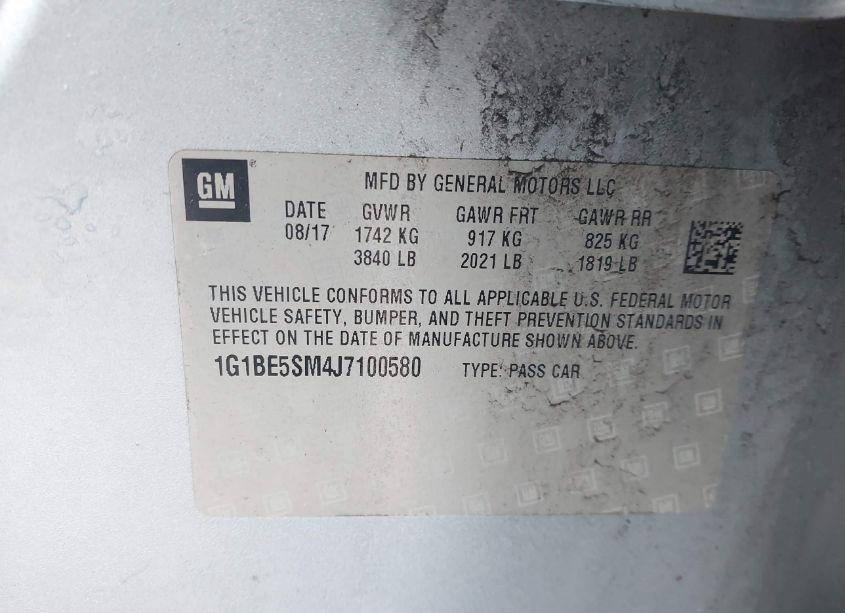 GM ®
MFD BY GENERAL MOTORS LLC
DATE GVWR GAWR FRT GAWR RR
08/17 1742 KG 917 KG 825 KG
3840 LB 2021 LB 1819 LB
THIS VEHICLE CONFORMS TO ALL APPLICABLE U.S. FEDERAL MOTOR
VEHICLE SAFETY, BUMPER, AND THEFT PREVENTION STANDARDS IN
EFFECT ON THE DATE OF MANUFACTURE SHOWN ABOVE.
1G1BE5SM4J7100580 TYPE: PASS CAR